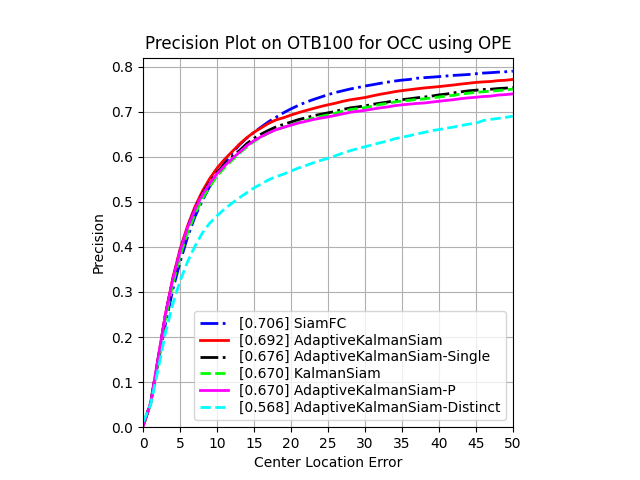 Precision Plot on OTB100 for OCC using OPE
0.8
0.7
0.6
0.5
0.4
0.3
0.2
0.1
0.0
Precision
[0.706] SiamFC
[0.692] AdaptiveKalmanSiam
[0.676] AdaptiveKalmanSiam-Single
[0.670] KalmanSiam
[0.670] AdaptiveKalmanSiam-P
[0.568] AdaptiveKalmanSiam-Distinct
0 5 10 15 20 25 30 35 40 45 50
Center Location Error